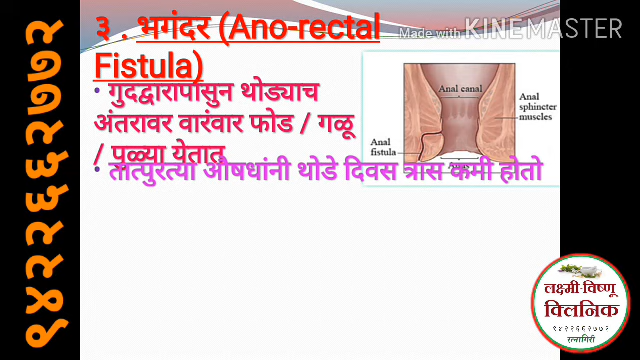 ३ . भगंदर (Ano-rectal
Fistula)
• गुदद्वारापासुन थोड्याच
अंतरावर वारंवार फोड / गळू
/ पुळ्या येतात
• तात्पुरत्या औषधांनी थोडे दिवस त्रास कमी होतो
Made with KINEMASTER
Anal canal
Anal
sphincter
muscles
Anal
fistula
९४२२६६२७७२
लक्ष्मी-विष्णू
क्लिनिक
९४२२६६२७७२
रत्नागिरी